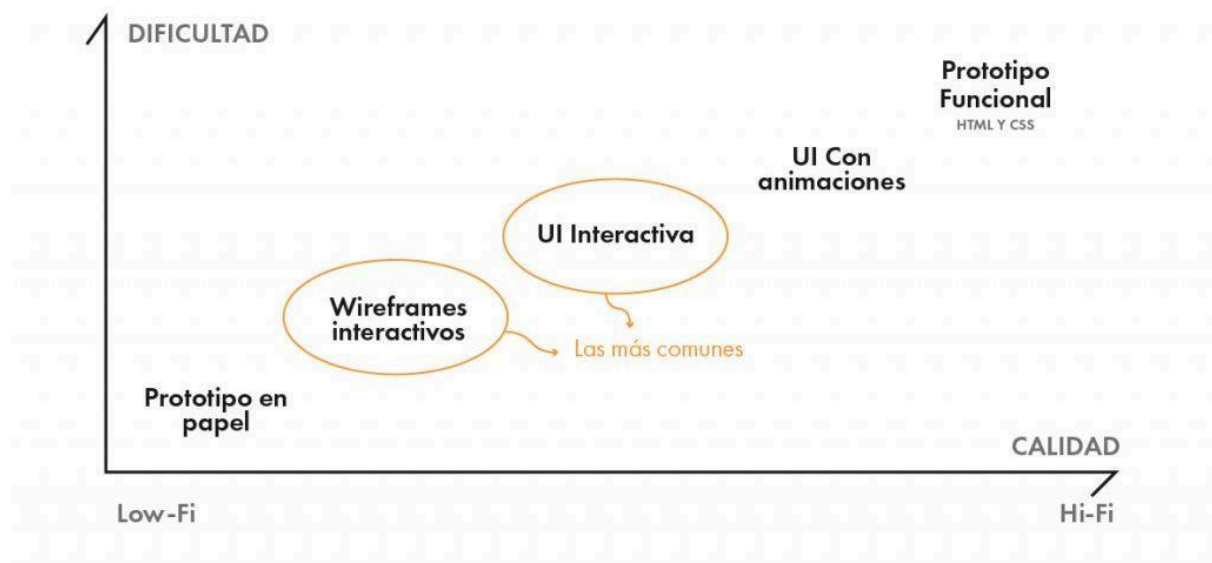 DIFICULTAD
Prototipo
Funcional
HTML Y CSS
UI Con
animaciones
UI Interactiva
Wireframes
interactivos
Las más comunes
Prototipo en
papel
CALIDAD
Low-Fi
Hi-Fi